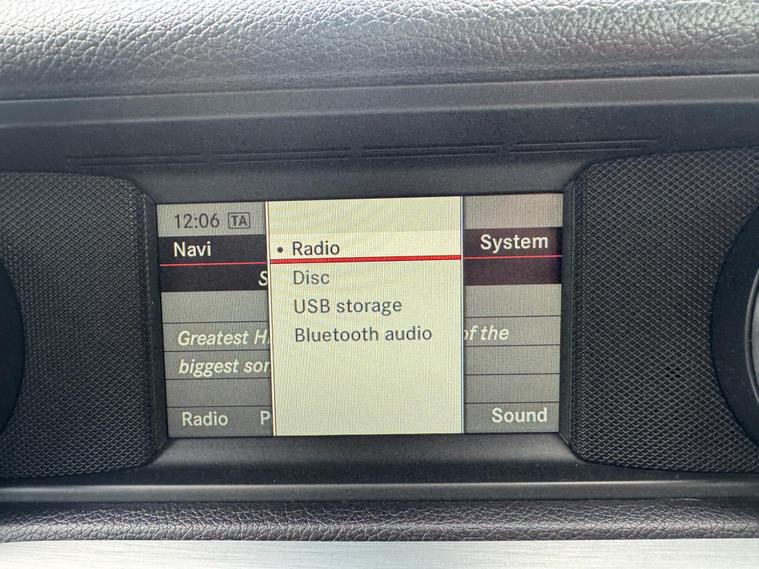 12:06 TA
Navi
• Radio
System
S
Disc
USB storage
Bluetooth audio
Greatest H
of the
biggest sor
Radio P
Sound